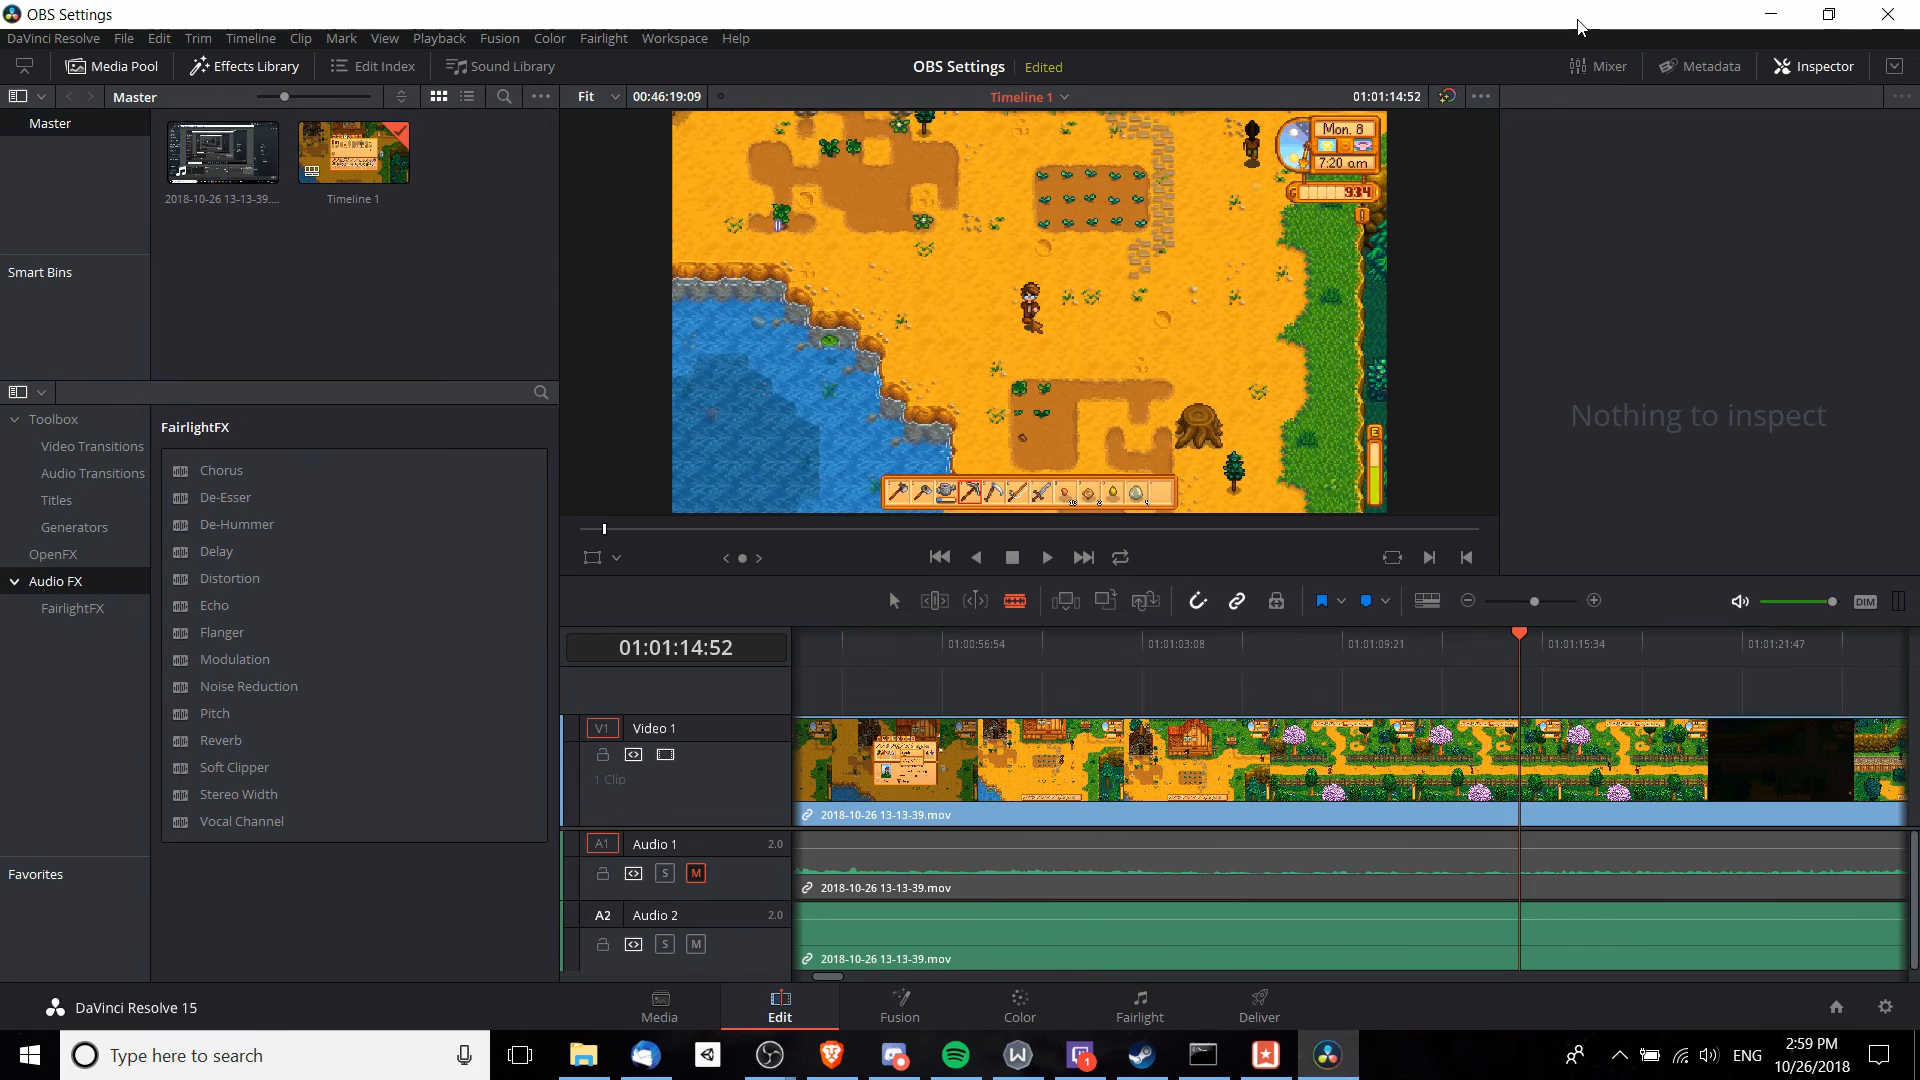 OBS Settings
DaVinci Resolve File Edit Trim Timeline Clip Mark View Playback Fusion Color Fairlight Workspace Help
Media Pool Effects Library Edit Index Sound Library OBS Settings Edited Mixer Metadata Inspector
Master Fit 00:46:19:09 Timeline 1 01:01:14:52
Master
2018-10-26 13-13-39....
Timeline 1
Smart Bins
Mon. 8
7:20 am
934
E
Nothing to inspect
Toolbox
Video Transitions
Audio Transitions
Titles
Generators
OpenFX
Audio FX
FairlightFX
FairlightFX
Chorus
De-Esser
De-Hummer
Delay
Distortion
Echo
Flanger
Modulation
Noise Reduction
Pitch
Reverb
Soft Clipper
Stereo Width
Vocal Channel
Favorites
DIM
01:01:14:52
01:00:56:54 01:01:03:08 01:01:09:21 01:01:15:34 01:01:21:47
V1 Video 1
1 Clip
2018-10-26 13-13-39.mov
A1 Audio 1 2.0
S M
2018-10-26 13-13-39.mov
A2 Audio 2 2.0
S M
2018-10-26 13-13-39.mov
DaVinci Resolve 15
Media Edit Fusion Color Fairlight Deliver
Type here to search
1
ENG
2:59 PM
10/26/2018